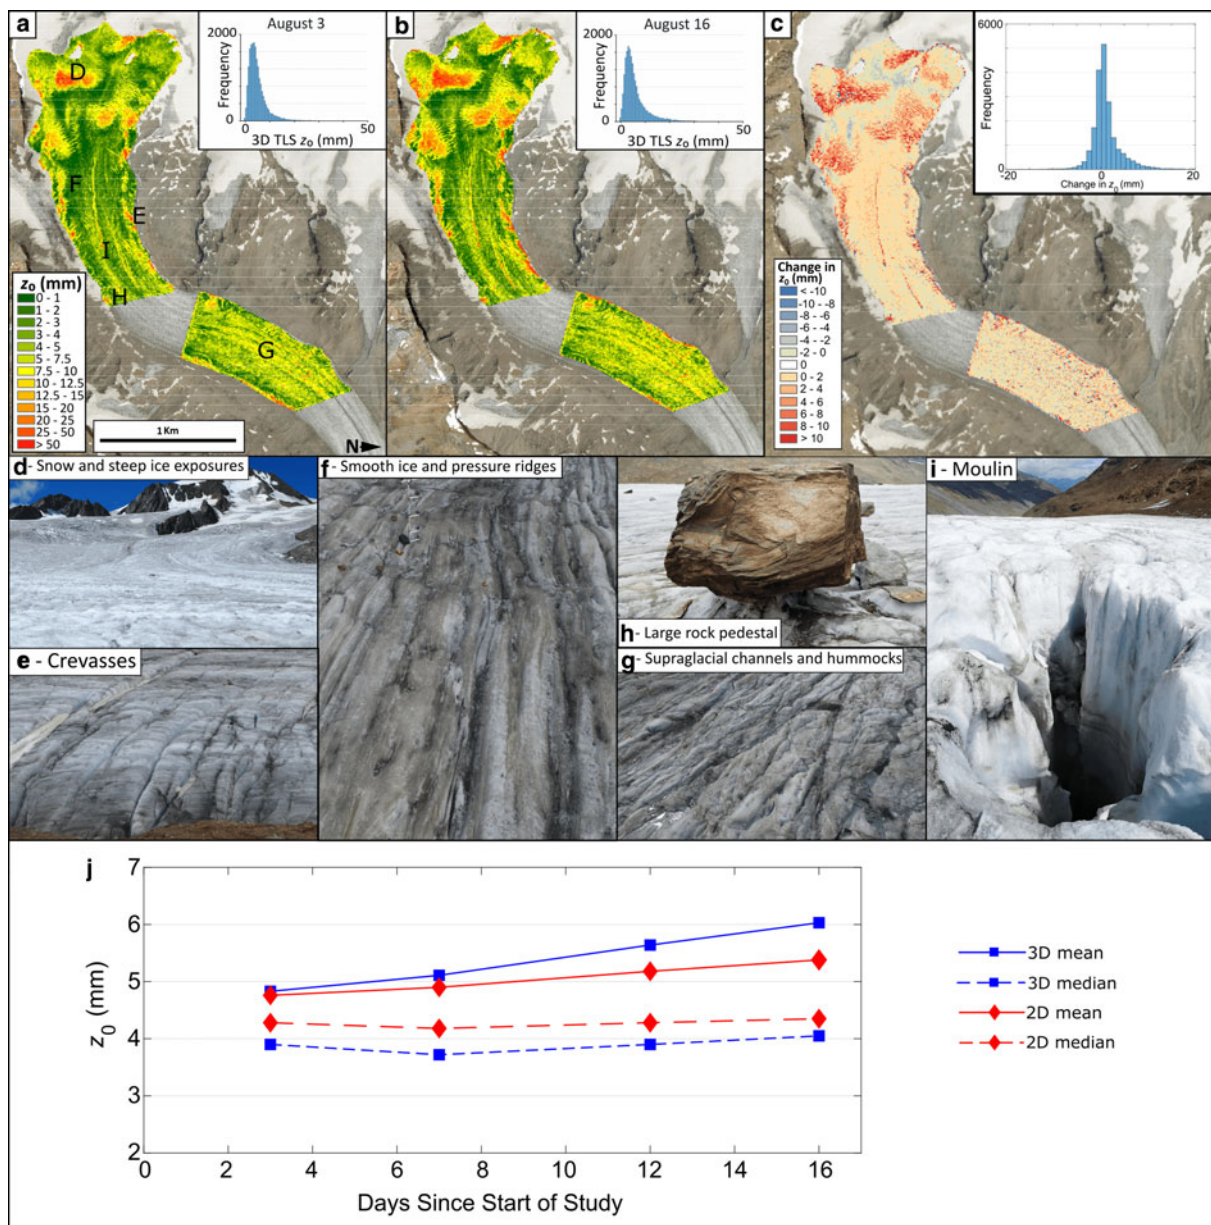 a
August 3
2000
Frequency
0
0
50
3D TLS z₀ (mm)
D
F
E
I
H
G
z₀ (mm)
0 - 1
1 - 2
2 - 3
3 - 4
4 - 5
5 - 7.5
7.5 - 10
10 - 12.5
12.5 - 15
15 - 20
20 - 25
25 - 50
> 50
1 Km
N
b
August 16
2000
Frequency
0
0
50
3D TLS z₀ (mm)
c
6000
Frequency
0
-20
0
20
Change in z₀ (mm)
Change in
z₀ (mm)
< -10
-10 - -8
-8 - -6
-6 - -4
-4 - -2
-2 - 0
0
0 - 2
2 - 4
4 - 6
6 - 8
8 - 10
> 10
d - Snow and steep ice exposures
e - Crevasses
f - Smooth ice and pressure ridges
h - Large rock pedestal
g - Supraglacial channels and hummocks
i - Moulin
j
7
6
5
4
3
2
z₀ (mm)
0 2 4 6 8 10 12 14 16
Days Since Start of Study
3D mean
3D median
2D mean
2D median